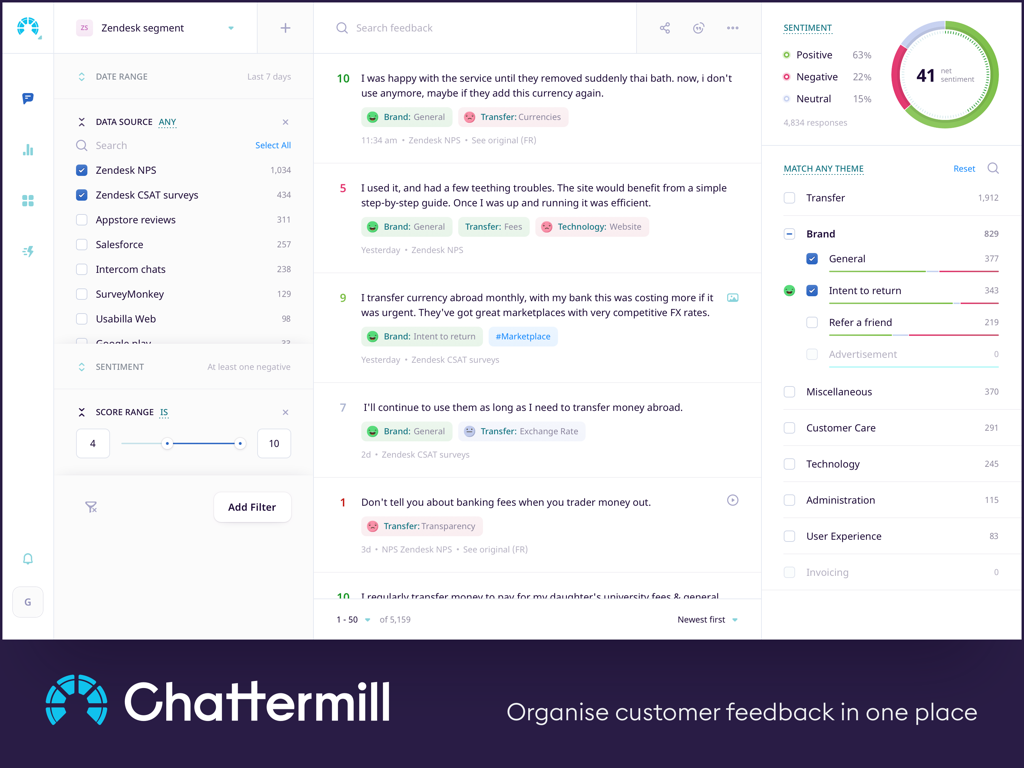 ZS Zendesk segment
DATE RANGE Last 7 days
DATA SOURCE ANY
Search Select All
Zendesk NPS 1,034
Zendesk CSAT surveys 434
Appstore reviews 311
Salesforce 257
Intercom chats 238
SurveyMonkey 129
Usabilla Web 98
Google play 33
SENTIMENT At least one negative
SCORE RANGE IS
4 10
Add Filter
G
Search feedback
10 I was happy with the service until they removed suddenly thai bath. now, i don't
use anymore, maybe if they add this currency again.
Brand: General Transfer: Currencies
11:34 am • Zendesk NPS • See original (FR)
5 I used it, and had a few teething troubles. The site would benefit from a simple
step-by-step guide. Once I was up and running it was efficient.
Brand: General Transfer: Fees Technology: Website
Yesterday • Zendesk NPS
9 I transfer currency abroad monthly, with my bank this was costing more if it
was urgent. They've got great marketplaces with very competitive FX rates.
Brand: Intent to return #Marketplace
Yesterday • Zendesk CSAT surveys
7 I'll continue to use them as long as I need to transfer money abroad.
Brand: General Transfer: Exchange Rate
2d • Zendesk CSAT surveys
1 Don't tell you about banking fees when you trader money out.
Transfer: Transparency
3d • NPS Zendesk NPS • See original (FR)
10 I regularly transfer money to pay for my daughter's university fees & general
1 - 50 of 5,159 Newest first
SENTIMENT
Positive 63%
Negative 22%
Neutral 15%
4,834 responses
41 net
sentiment
MATCH ANY THEME Reset
Transfer 1,912
Brand 829
General 377
Intent to return 343
Refer a friend 219
Advertisement 0
Miscellaneous 370
Customer Care 291
Technology 245
Administration 115
User Experience 83
Invoicing 0
Chattermill
Organise customer feedback in one place